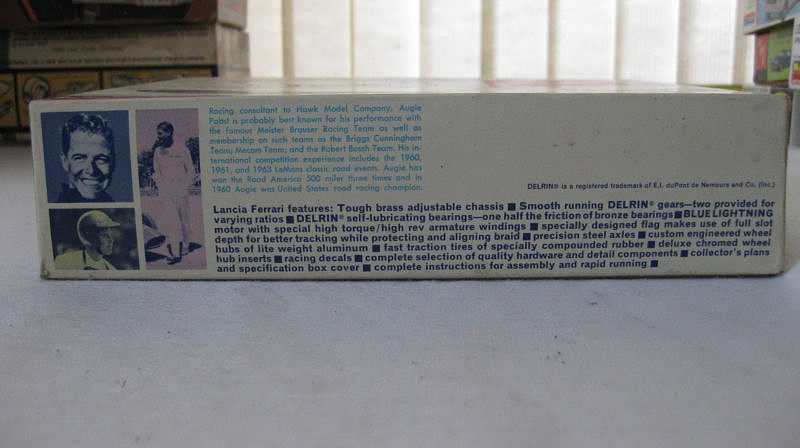 Racing consultant to Hawk Model Company, Augie
Pabst is probably best known for his performance with
the famous Meister Brauser Racing Team as well as
membership on such teams as the Briggs Cunningham
Team; Mecom Team; and the Robert Bosch Team. His in-
ternational competition experience includes the 1960,
1961, and 1963 LeMans classic road events. Augie has
won the Road America 500 miler three times and in
1960 Augie was United States road racing champion.
DELRIN® is a registered trademark of E.I. duPont de Nemours and Co. (Inc.)
Lancia Ferrari features: Tough brass adjustable chassis ■ Smooth running DELRIN® gears—two provided for
varying ratios ■ DELRIN® self-lubricating bearings—one half the friction of bronze bearings ■ BLUE LIGHTNING
motor with special high torque/high rev armature windings ■ specially designed flag makes use of full slot
depth for better tracking while protecting and aligning braid ■ precision steel axles ■ custom engineered wheel
hubs of lite weight aluminum ■ fast traction tires of specially compounded rubber ■ deluxe chromed wheel
hub inserts ■ racing decals ■ complete selection of quality hardware and detail components ■ collector's plans
and specification box cover ■ complete instructions for assembly and rapid running ■